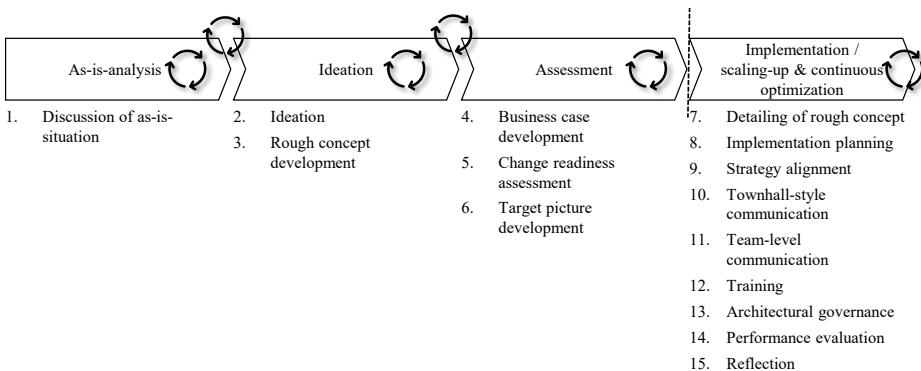 As-is-analysis
Ideation
Assessment
Implementation /
scaling-up & continuous
optimization
1. Discussion of as-is-
situation
2. Ideation
3. Rough concept
development
4. Business case
development
5. Change readiness
assessment
6. Target picture
development
7. Detailing of rough concept
8. Implementation planning
9. Strategy alignment
10. Townhall-style
communication
11. Team-level
communication
12. Training
13. Architectural governance
14. Performance evaluation
15. Reflection